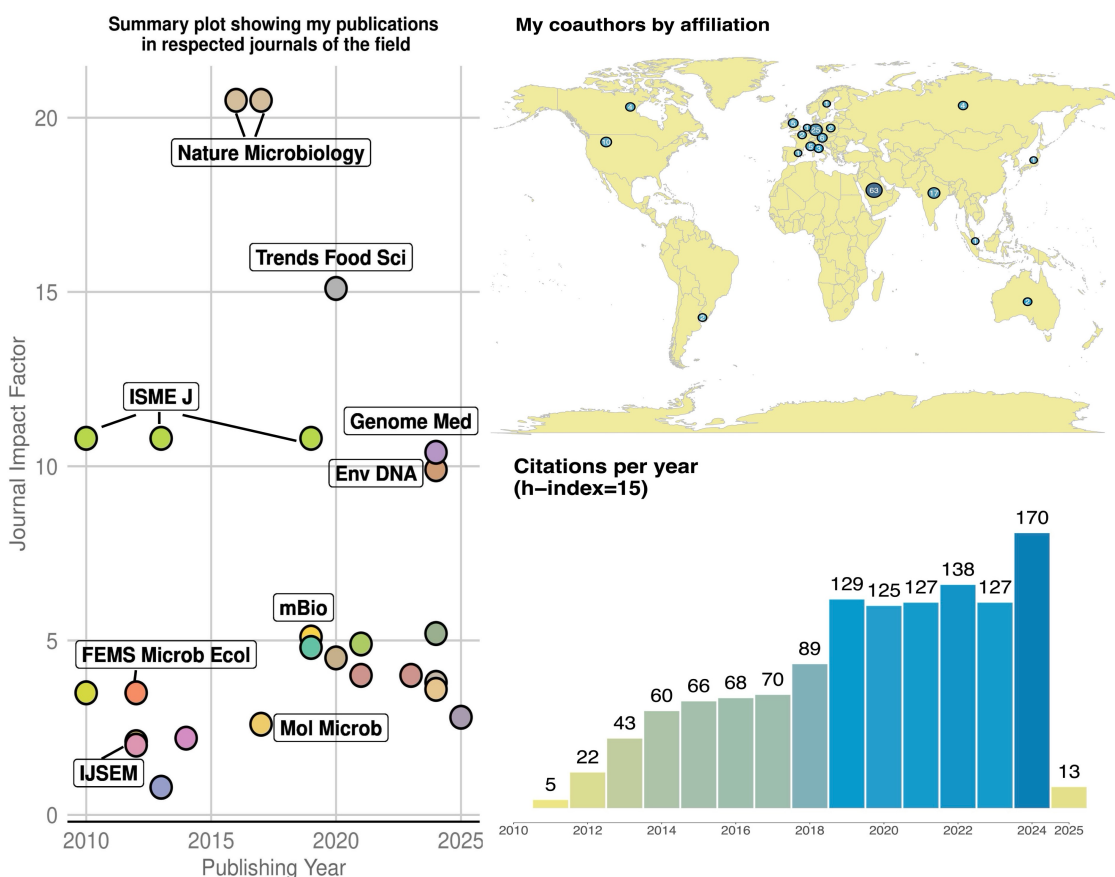 Summary plot showing my publications
in respected journals of the field
Journal Impact Factor
20
15
10
5
0
Nature Microbiology
Trends Food Sci
ISME J
Genome Med
Env DNA
mBio
FEMS Microb Ecol
Mol Microb
IJSEM
2010
2015
2020
2025
Publishing Year
My coauthors by affiliation
4
10
5
25
63
17
4
Citations per year
(h–index=15)
5
22
43
60
66
68
70
89
129
125
127
138
127
170
13
2010
2012
2014
2016
2018
2020
2022
2024
2025